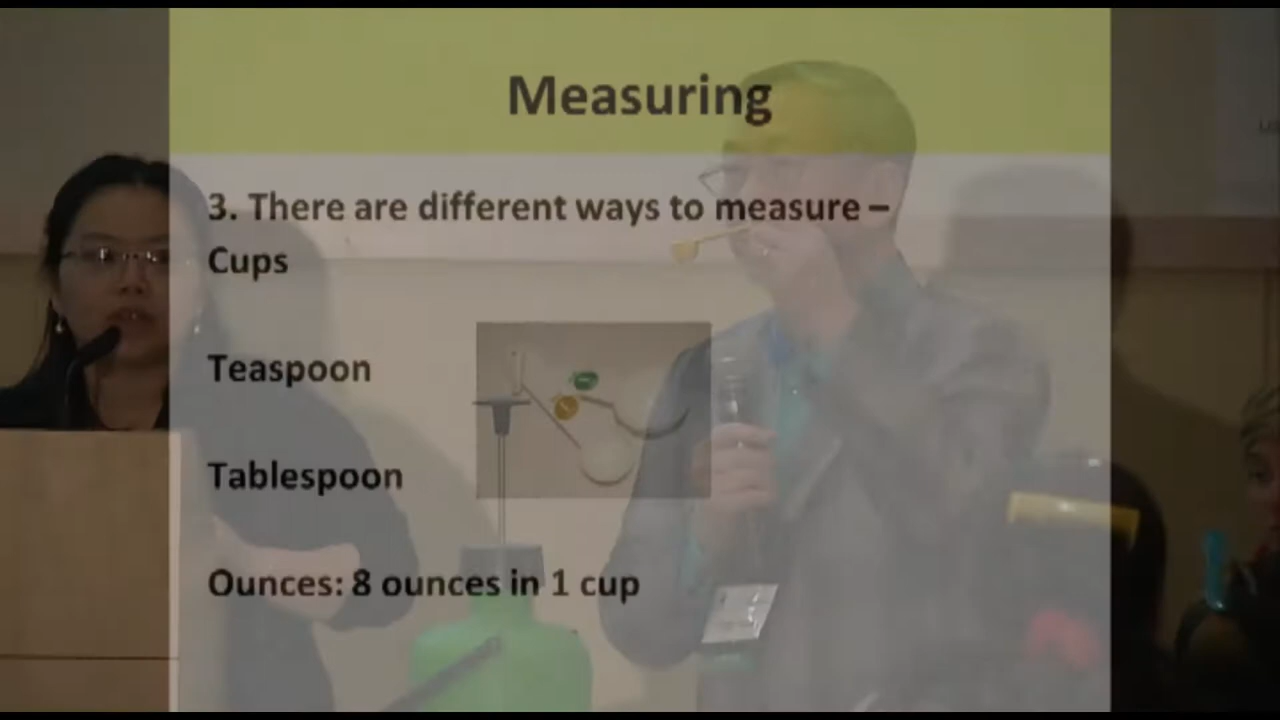 Measuring
3. There are different ways to measure –
Cups
Teaspoon
Tablespoon
Ounces: 8 ounces in 1 cup